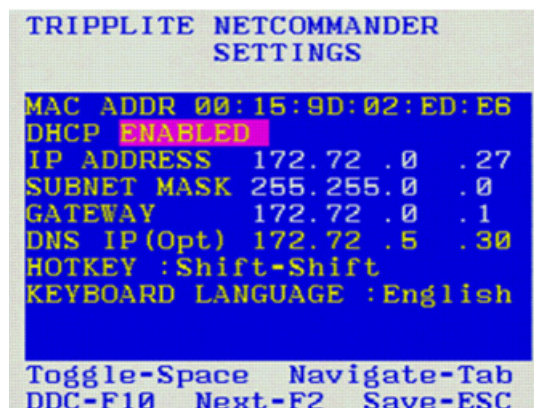 TRIPPLITE NETCOMMANDER
SETTINGS
MAC ADDR 00:15:9D:02:ED:E6
DHCP ENABLED
IP ADDRESS 172.72 .0 .27
SUBNET MASK 255.255.0 .0
GATEWAY 172.72 .0 .1
DNS IP(Opt) 172.72 .5 .30
HOTKEY :Shift-Shift
KEYBOARD LANGUAGE :English
Toggle-Space Navigate-Tab
DDC-F10 Next-F2 Save-ESC